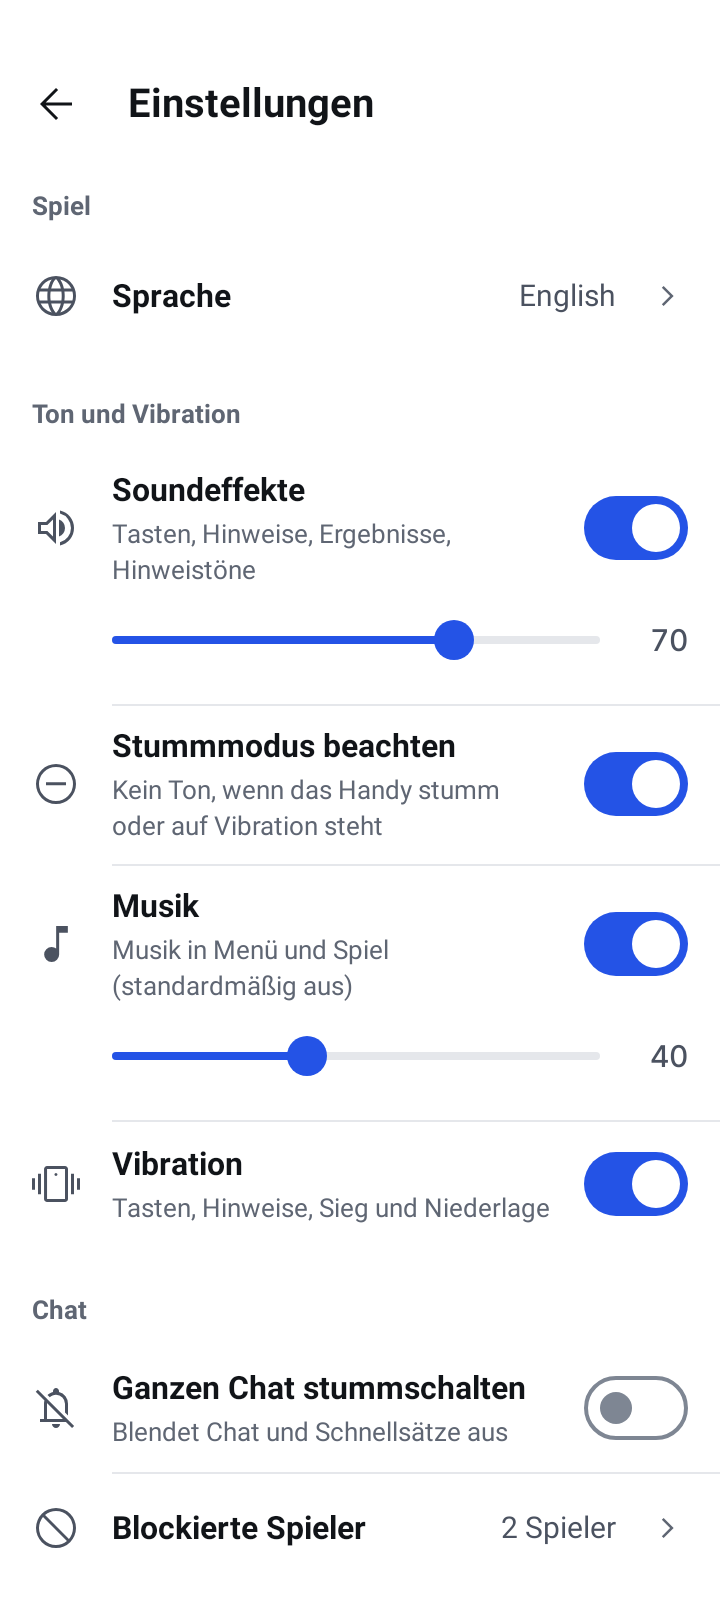 Einstellungen
Spiel
Sprache
English
Ton und Vibration
Soundeffekte
Tasten, Hinweise, Ergebnisse,
Hinweistöne
70
Stummmodus beachten
Kein Ton, wenn das Handy stumm
oder auf Vibration steht
Musik
Musik in Menü und Spiel
(standardmäßig aus)
40
Vibration
Tasten, Hinweise, Sieg und Niederlage
Chat
Ganzen Chat stummschalten
Blendet Chat und Schnellsätze aus
Blockierte Spieler
2 Spieler